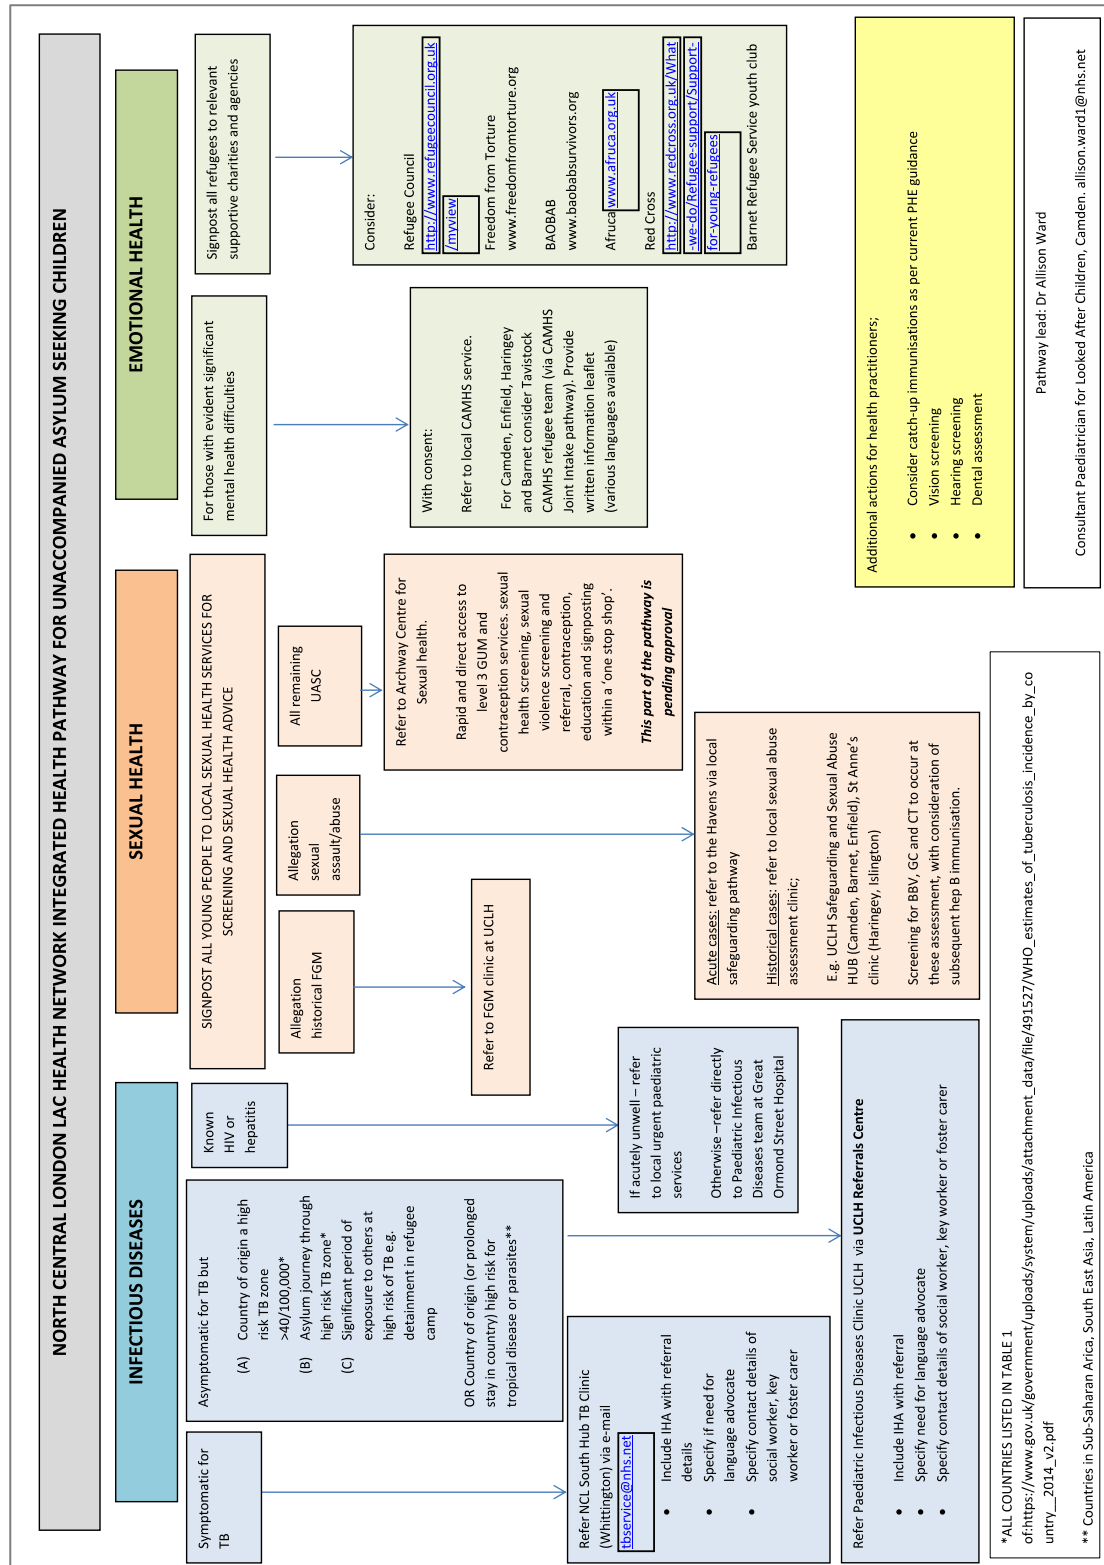 NORTH CENTRAL LONDON LAC HEALTH NETWORK INTEGRATED HEALTH PATHWAY FOR UNACCOMPANIED ASYLUM SEEKING CHILDREN
INFECTIOUS DISEASES
Symptomatic for
TB
Asymptomatic for TB but
(A) Country of origin a high
risk TB zone
>40/100,000*
(B) Asylum journey through
high risk TB zone*
(C) Significant period of
exposure to others at
high risk of TB e.g.
detainment in refugee
camp
OR Country of origin (or prolonged
stay in country) high risk for
tropical disease or parasites**
Known
HIV or
hepatitis
Refer NCL South Hub TB Clinic
(Whittington) via e-mail
tbservice@nhs.net
• Include IHA with referral
details
• Specify if need for
language advocate
• Specify contact details of
social worker, key
worker or foster carer
If acutely unwell – refer
to local urgent paediatric
services
Otherwise –refer directly
to Paediatric Infectious
Diseases team at Great
Ormond Street Hospital
Refer Paediatric Infectious Diseases Clinic UCLH via UCLH Referrals Centre
• Include IHA with referral
• Specify need for language advocate
• Specify contact details of social worker, key worker or foster carer
SEXUAL HEALTH
SIGNPOST ALL YOUNG PEOPLE TO LOCAL SEXUAL HEALTH SERVICES FOR
SCREENING AND SEXUAL HEALTH ADVICE
Allegation
historical FGM
Allegation
sexual
assault/abuse
All remaining
UASC
Refer to FGM clinic at UCLH
Refer to Archway Centre for
Sexual health.
Rapid and direct access to
level 3 GUM and
contraception services. sexual
health screening, sexual
violence screening and
referral, contraception,
education and signposting
within a ‘one stop shop’.
This part of the pathway is
pending approval
Acute cases: refer to the Havens via local
safeguarding pathway
Historical cases: refer to local sexual abuse
assessment clinic;
E.g. UCLH Safeguarding and Sexual Abuse
HUB (Camden, Barnet, Enfield), St Anne’s
clinic (Haringey, Islington)
Screening for BBV, GC and CT to occur at
these assessment, with consideration of
subsequent hep B immunisation.
EMOTIONAL HEALTH
For those with evident significant
mental health difficulties
Signpost all refugees to relevant
supportive charities and agencies
With consent:
Refer to local CAMHS service.
For Camden, Enfield, Haringey
and Barnet consider Tavistock
CAMHS refugee team (via CAMHS
Joint Intake pathway). Provide
written information leaflet
(various languages available)
Consider:
Refugee Council
http://www.refugeecouncil.org.uk
/myview
Freedom from Torture
www.freedomfromtorture.org
BAOBAB
www.baobabsurvivors.org
Afruca www.afruca.org.uk
Red Cross
http://www.redcross.org.uk/What
-we-do/Refugee-support/Support-
for-young-refugees
Barnet Refugee Service youth club
Additional actions for health practitioners;
• Consider catch-up immunisations as per current PHE guidance
• Vision screening
• Hearing screening
• Dental assessment
*ALL COUNTRIES LISTED IN TABLE 1
of:https://www.gov.uk/government/uploads/system/uploads/attachment_data/file/491527/WHO_estimates_of_tuberculosis_incidence_by_co
untry__2014_v2.pdf
** Countries in Sub-Saharan Arica, South East Asia, Latin America
Pathway lead: Dr Allison Ward
Consultant Paediatrician for Looked After Children, Camden. allison.ward1@nhs.net